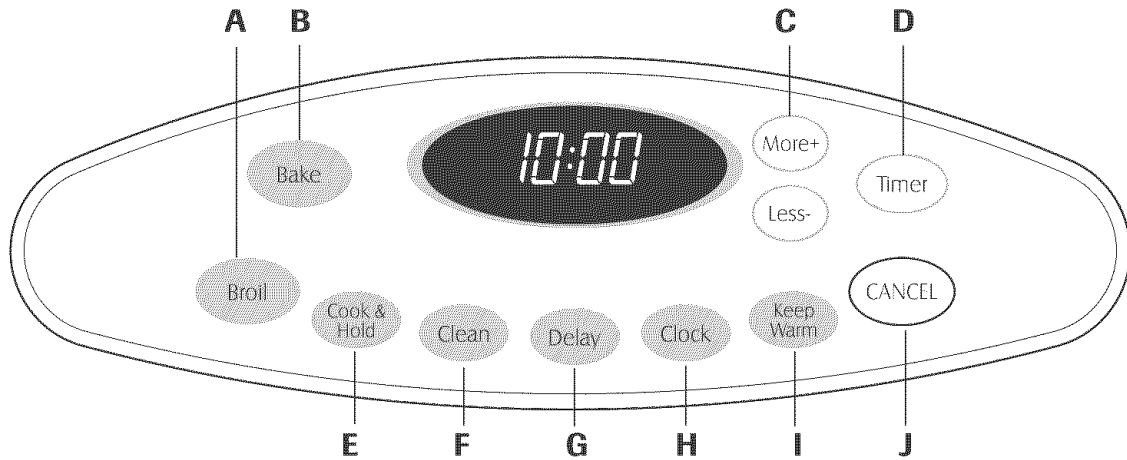 A B C D
10:00
More+
Bake
Timer
Less-
Broil
CANCEL
Cook &
Hold
Clean
Delay
Clock
Keep
Warm
E F G H I J